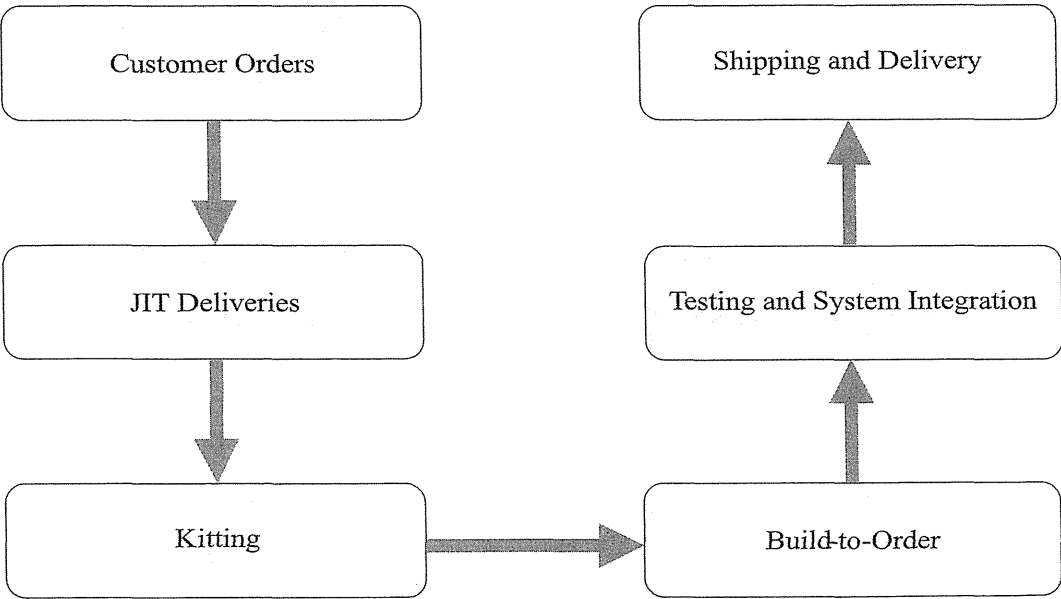 Customer Orders
JIT Deliveries
Kitting
Build-to-Order
Testing and System Integration
Shipping and Delivery